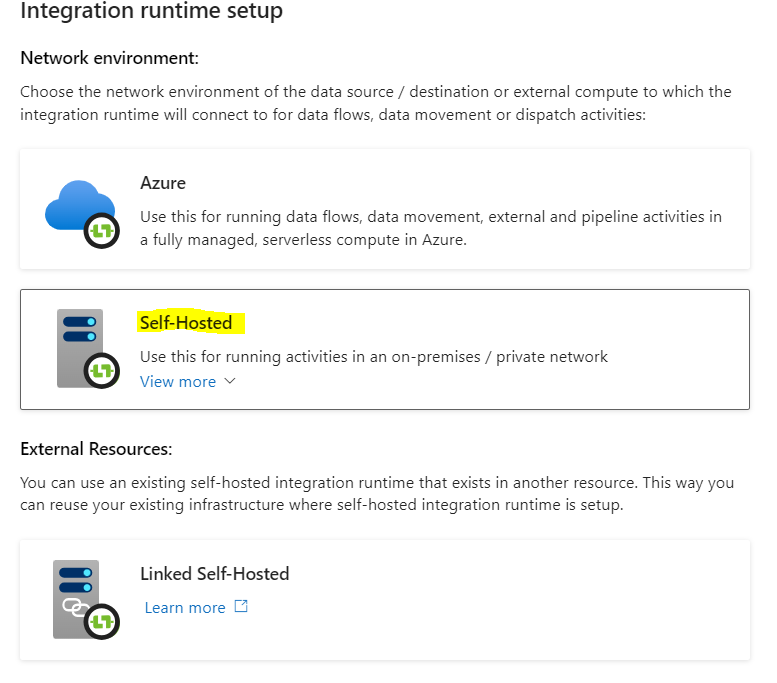 Integration runtime setup
Network environment:
Choose the network environment of the data source / destination or external compute to which the
integration runtime will connect to for data flows, data movement or dispatch activities:
Azure
Use this for running data flows, data movement, external and pipeline activities in
a fully managed, serverless compute in Azure.
Self-Hosted
Use this for running activities in an on-premises / private network
View more
External Resources:
You can use an existing self-hosted integration runtime that exists in another resource. This way you
can reuse your existing infrastructure where self-hosted integration runtime is setup.
Linked Self-Hosted
Learn more